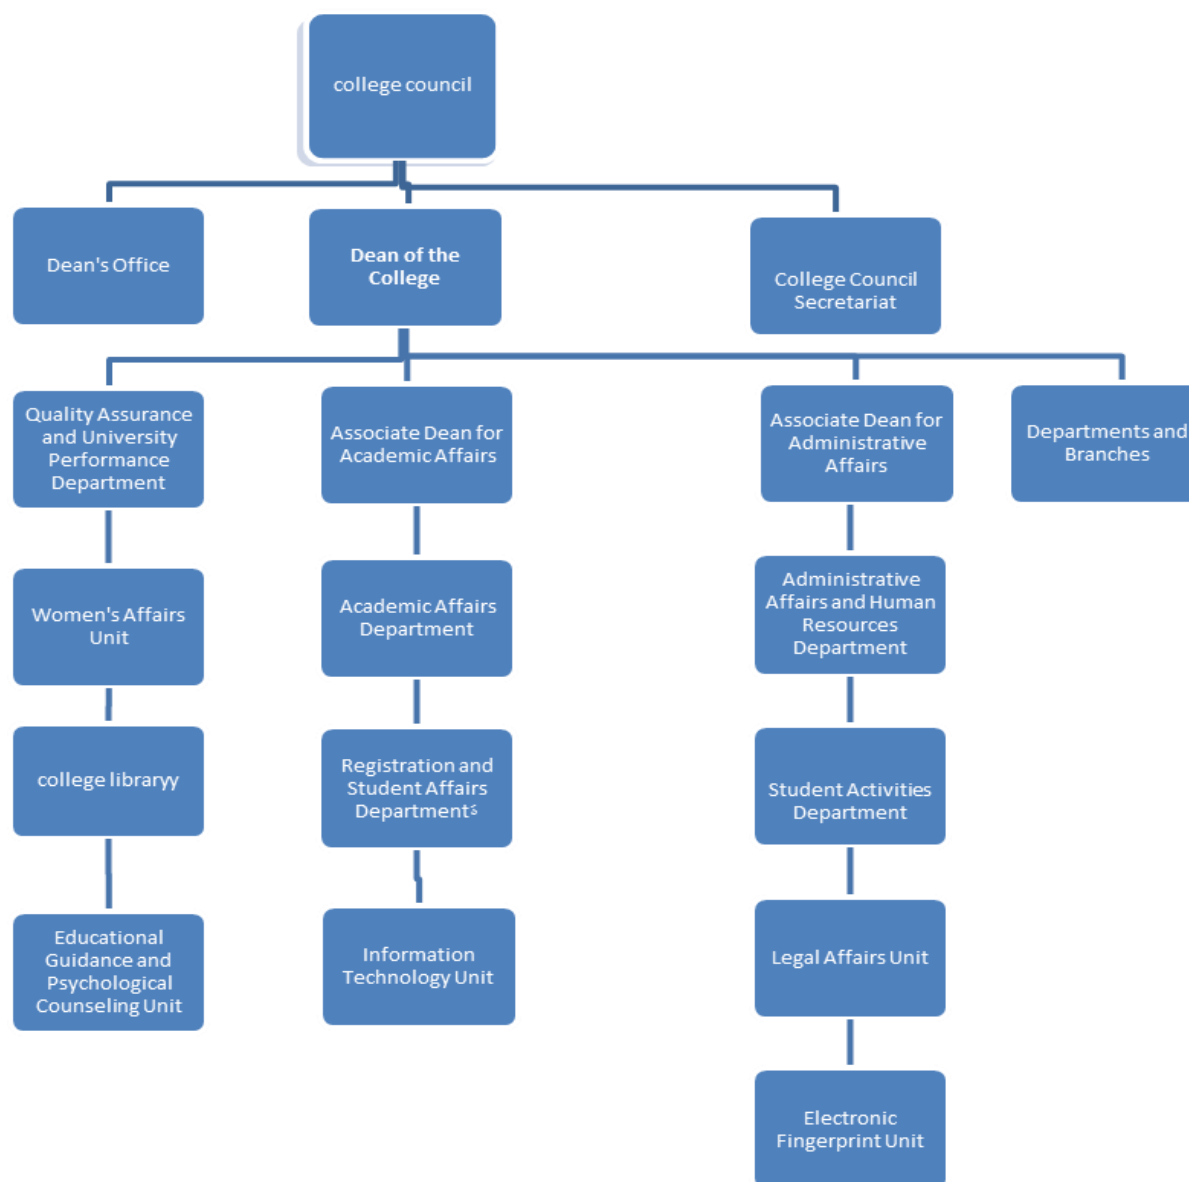 college council
Dean's Office
Dean of the
College
College Council
Secretariat
Quality Assurance
and University
Performance
Department
Associate Dean for
Academic Affairs
Associate Dean for
Administrative
Affairs
Departments and
Branches
Women's Affairs
Unit
Academic Affairs
Department
Administrative
Affairs and Human
Resources
Department
college libraryy
Registration and
Student Affairs
Department
Student Activities
Department
Educational
Guidance and
Psychological
Counseling Unit
Information
Technology Unit
Legal Affairs Unit
Electronic
Fingerprint Unit